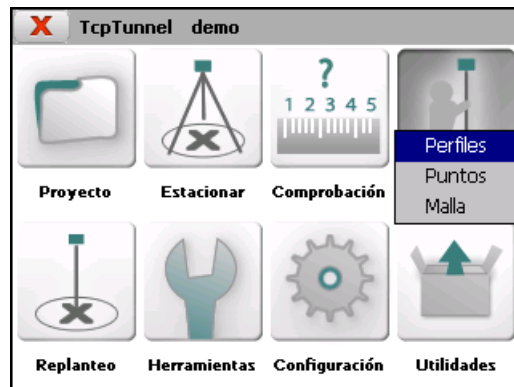 X TcpTunnel demo
?
1 2 3 4 5
Perfiles
Puntos
Malla
Proyecto Estacionar Comprobación
Replanteo Herramientas Configuración Utilidades